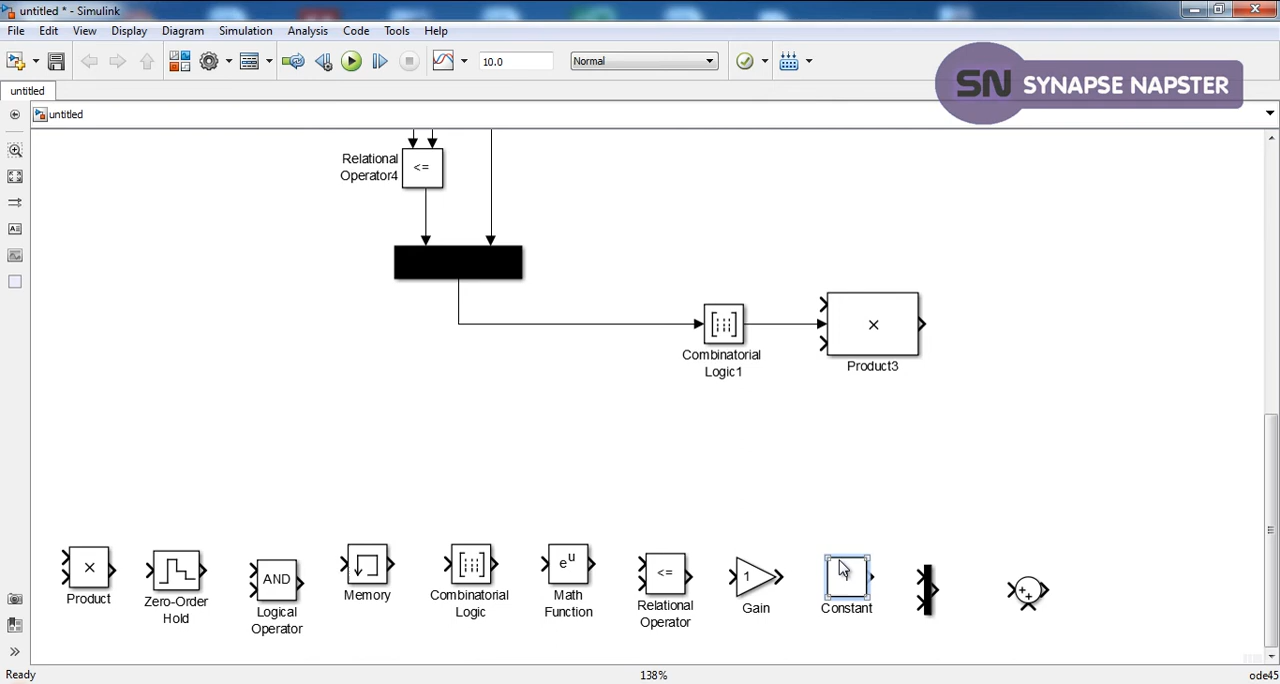 untitled * - Simulink
File Edit View Display Diagram Simulation Analysis Code Tools Help
10.0
Normal
SN SYNAPSE NAPSTER
untitled
untitled
Relational
Operator4
<=
Combinatorial
Logic1
×
Product3
×
Product
Zero-Order
Hold
AND
Logical
Operator
Memory
Combinatorial
Logic
eu
Math
Function
<=
Relational
Operator
1
Gain
Constant
++
Ready
138%
ode45